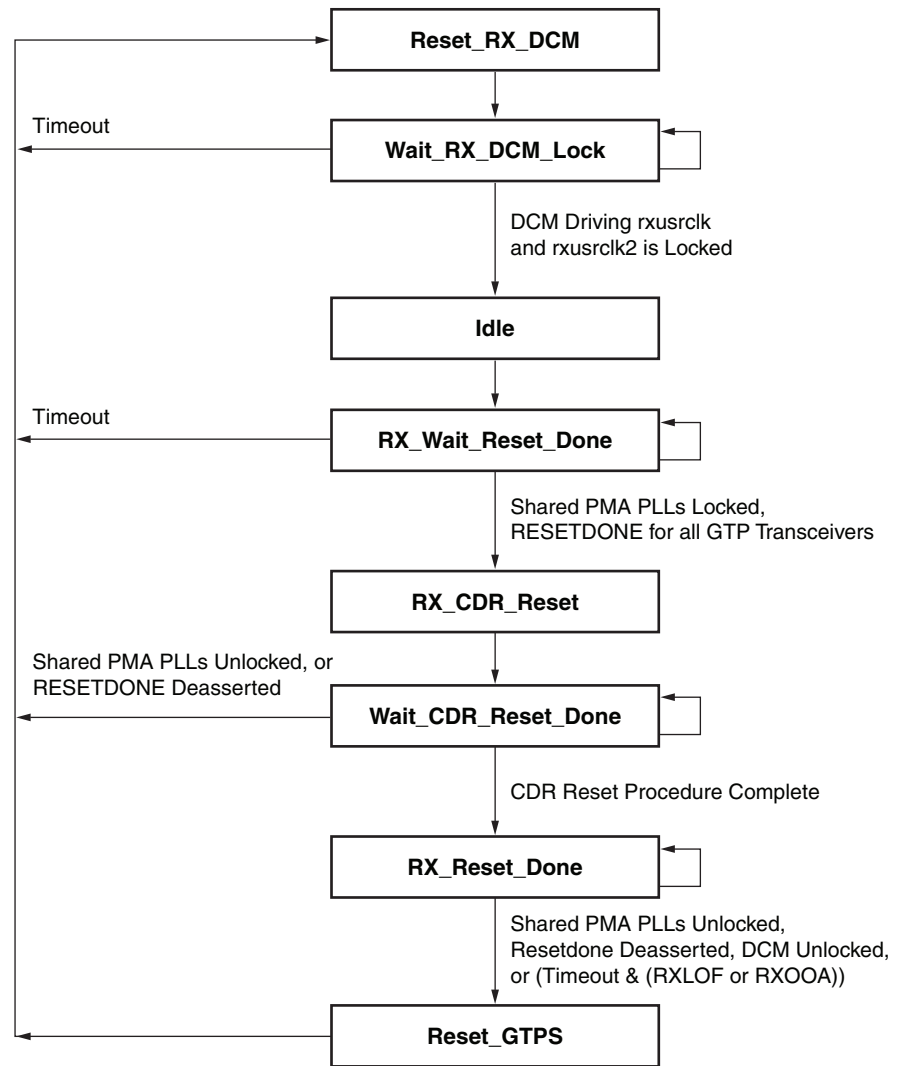 Reset_RX_DCM
Timeout
Wait_RX_DCM_Lock
DCM Driving rxusrclk
and rxusrclk2 is Locked
Idle
Timeout
RX_Wait_Reset_Done
Shared PMA PLLs Locked,
RESETDONE for all GTP Transceivers
RX_CDR_Reset
Shared PMA PLLs Unlocked, or
RESETDONE Deasserted
Wait_CDR_Reset_Done
CDR Reset Procedure Complete
RX_Reset_Done
Shared PMA PLLs Unlocked,
Resetdone Deasserted, DCM Unlocked,
or (Timeout & (RXLOF or RXOOA))
Reset_GTPS